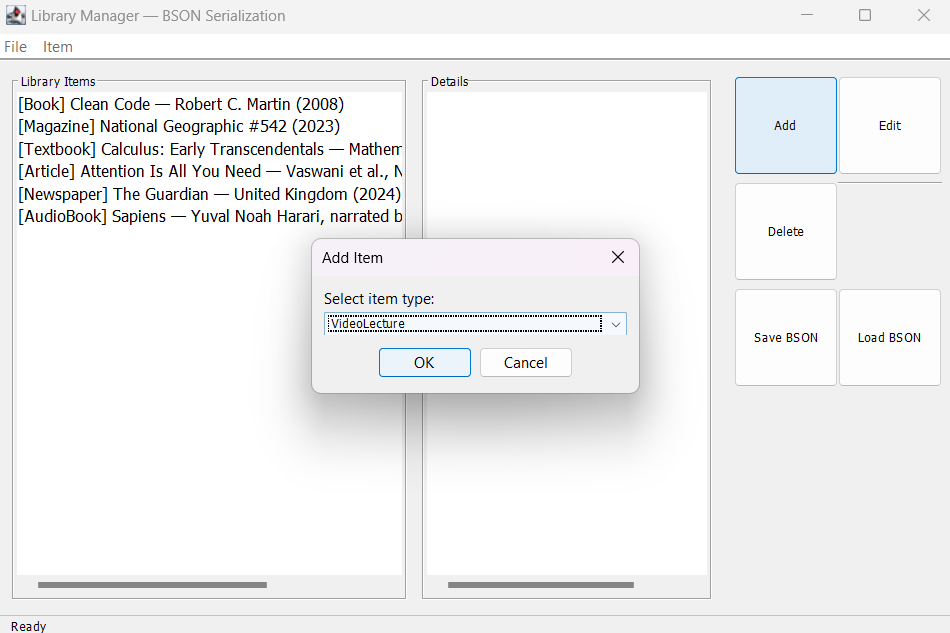 Library Manager — BSON Serialization
File Item
Library Items
[Book] Clean Code — Robert C. Martin (2008)
[Magazine] National Geographic #542 (2023)
[Textbook] Calculus: Early Transcendentals — Mathem
[Article] Attention Is All You Need — Vaswani et al., N
[Newspaper] The Guardian — United Kingdom (2024)
[AudioBook] Sapiens — Yuval Noah Harari, narrated b
Details
Add Edit
Delete
Save BSON Load BSON
Add Item
Select item type:
VideoLecture
OK Cancel
Ready